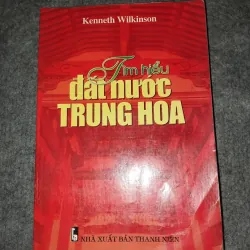 Kenneth Wilkinson
Tìm hiểu
đất nước
TRUNG HOA
NHÀ XUẤT BẢN THANH NIÊN